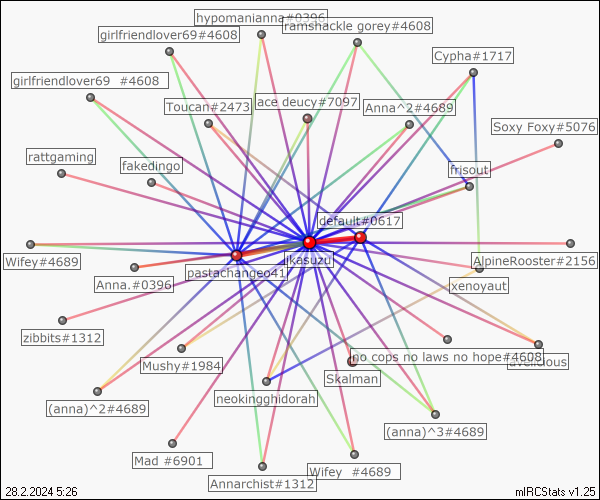 hypomanianna#0396
ramshackle gorey#4608
girlfriendlover69#4608
Cypha#1717
girlfriendlover69 #4608
Toucan#2473
ace deucy#7097
Anna^2#4689
Soxy Foxy#5076
rattgaming
fakedingo
frisout
default#0617
Wifey#4689
jkasuzu
AlpineRooster#2156
pastachangeo41
Anna.#0396
xenoyaut
zibbits#1312
Mushy#1984
no cops no laws no hope#4608
Skalman
neokingghidorah
(anna)^2#4689
(anna)^3#4689
Mad #6901
Wifey #4689
Annarchist#1312
28.2.2024 5:26
mIRCStats v1.25